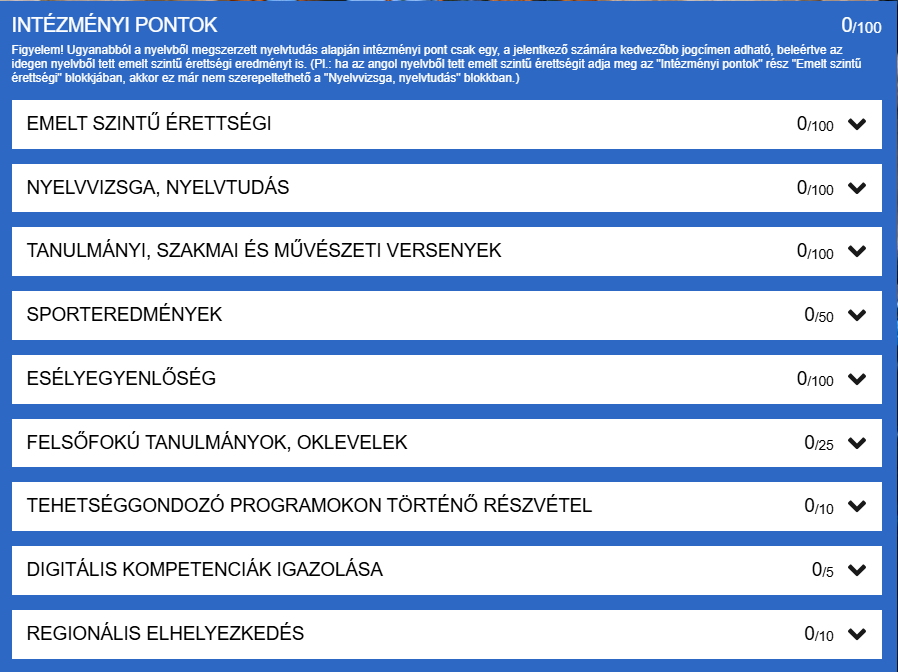 INTÉZMÉNYI PONTOK 0/100
Figyelem! Ugyanabból a nyelvből megszerzett nyelvtudás alapján intézményi pont csak egy, a jelentkező számára kedvezőbb jogcímen adható, beleértve az
idegen nyelvből tett emelt szintű érettségi eredményt is. (Pl.: ha az angol nyelvből tett emelt szintű érettségit adja meg az "Intézményi pontok" rész "Emelt szintű
érettségi" blokkjában, akkor ez már nem szerepeltethető a "Nyelvvizsga, nyelvtudás" blokkban.)
EMELT SZINTŰ ÉRETTSÉGI 0/100
NYELVVIZSGA, NYELVTUDÁS 0/100
TANULMÁNYI, SZAKMAI ÉS MŰVÉSZETI VERSENYEK 0/100
SPORTEREDMÉNYEK 0/50
ESÉLYEGYENLŐSÉG 0/100
FELSŐFOKÚ TANULMÁNYOK, OKLEVELEK 0/25
TEHETSÉGGONDOZÓ PROGRAMOKON TÖRTÉNŐ RÉSZVÉTEL 0/10
DIGITÁLIS KOMPETENCIÁK IGAZOLÁSA 0/5
REGIONÁLIS ELHELYEZKEDÉS 0/10